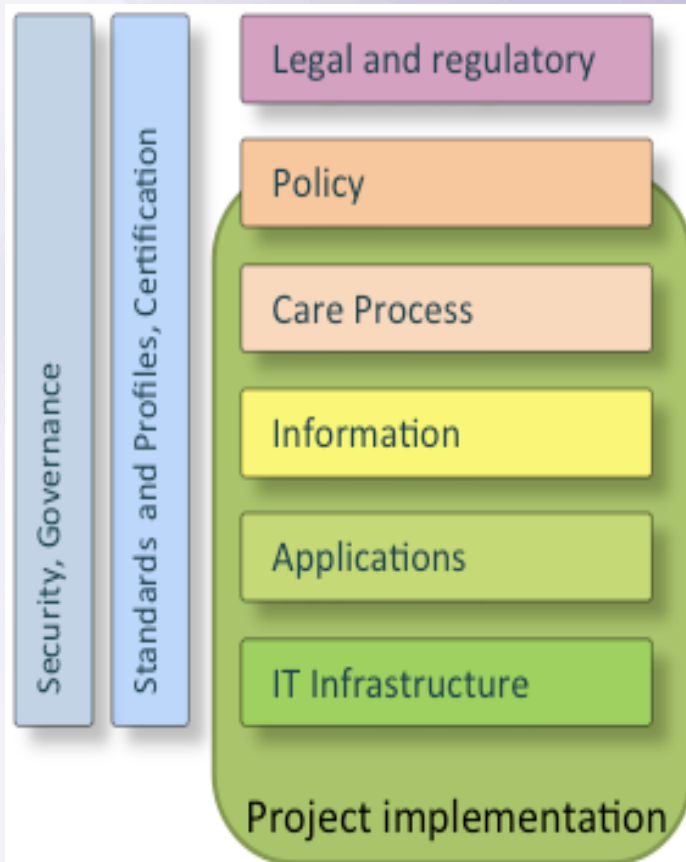 Security, Governance
Standards and Profiles, Certification
Legal and regulatory
Policy
Care Process
Information
Applications
IT Infrastructure
Project implementation